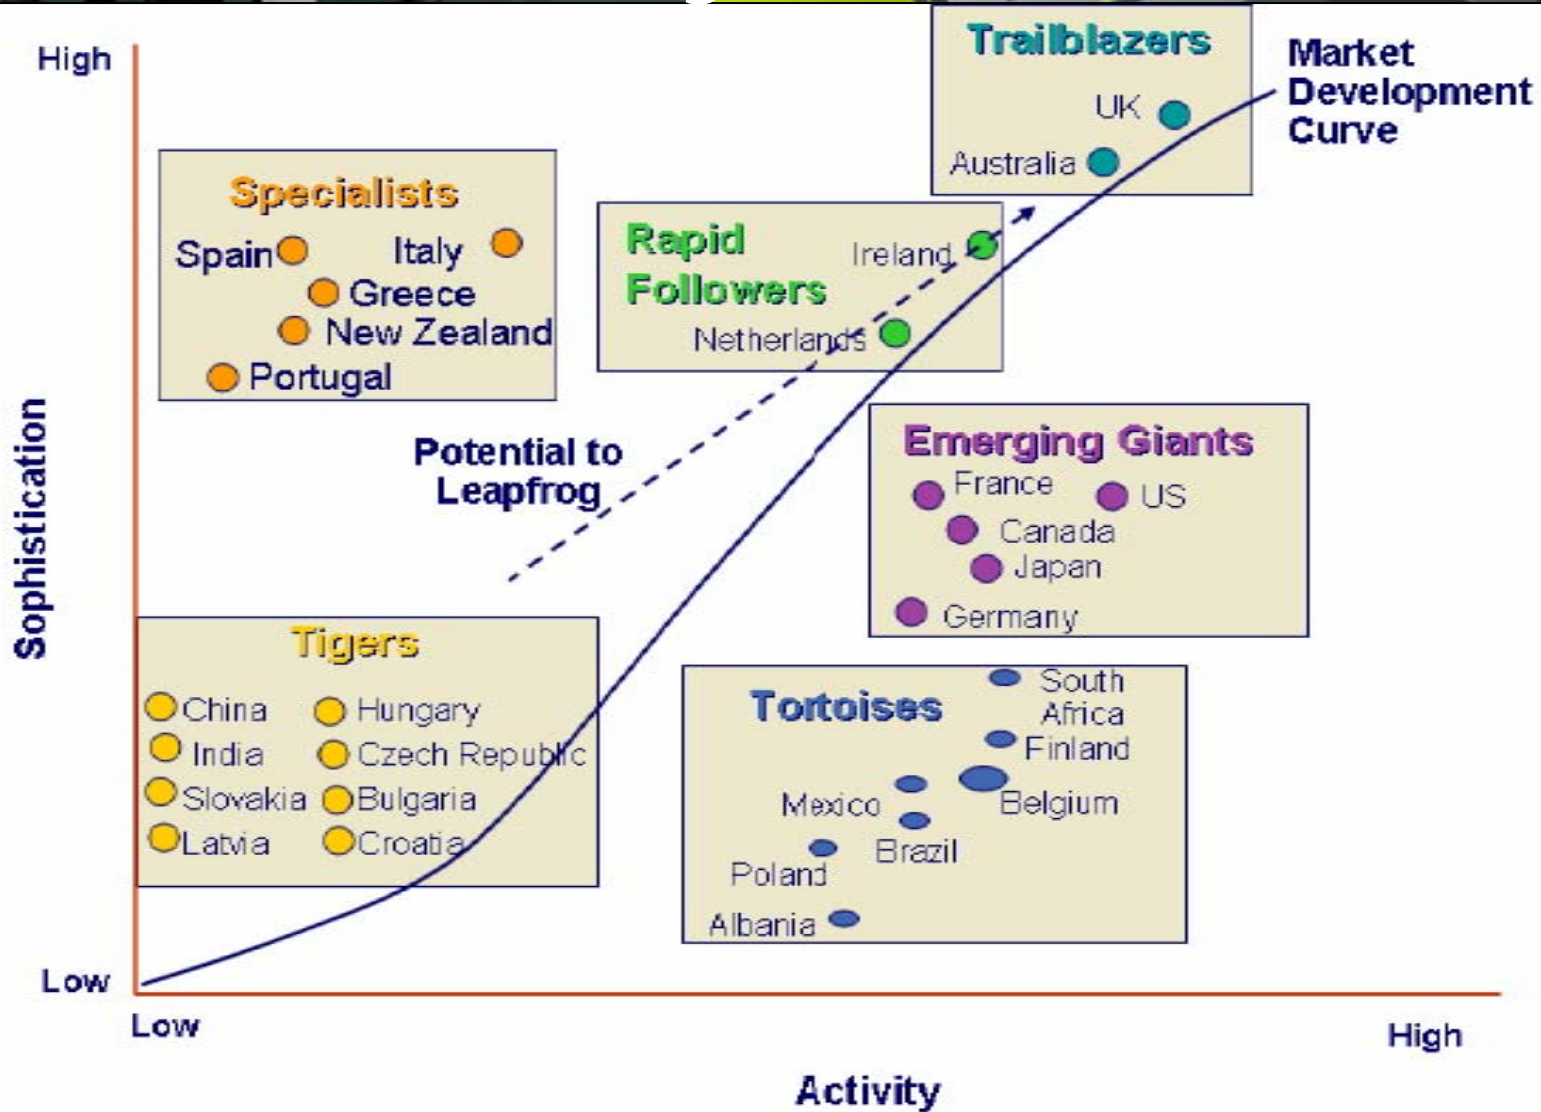 High
Trailblazers
Market
Development
Curve
UK
Australia
Specialists
Spain
Italy
Greece
New Zealand
Portugal
Rapid
Followers
Ireland
Netherlands
Potential to
Leapfrog
Emerging Giants
France
US
Canada
Japan
Germany
Sophistication
Tigers
China
Hungary
India
Czech Republic
Slovakia
Bulgaria
Latvia
Croatia
Tortoises
South
Africa
Finland
Mexico
Belgium
Brazil
Poland
Albania
Low
Low
High
Activity